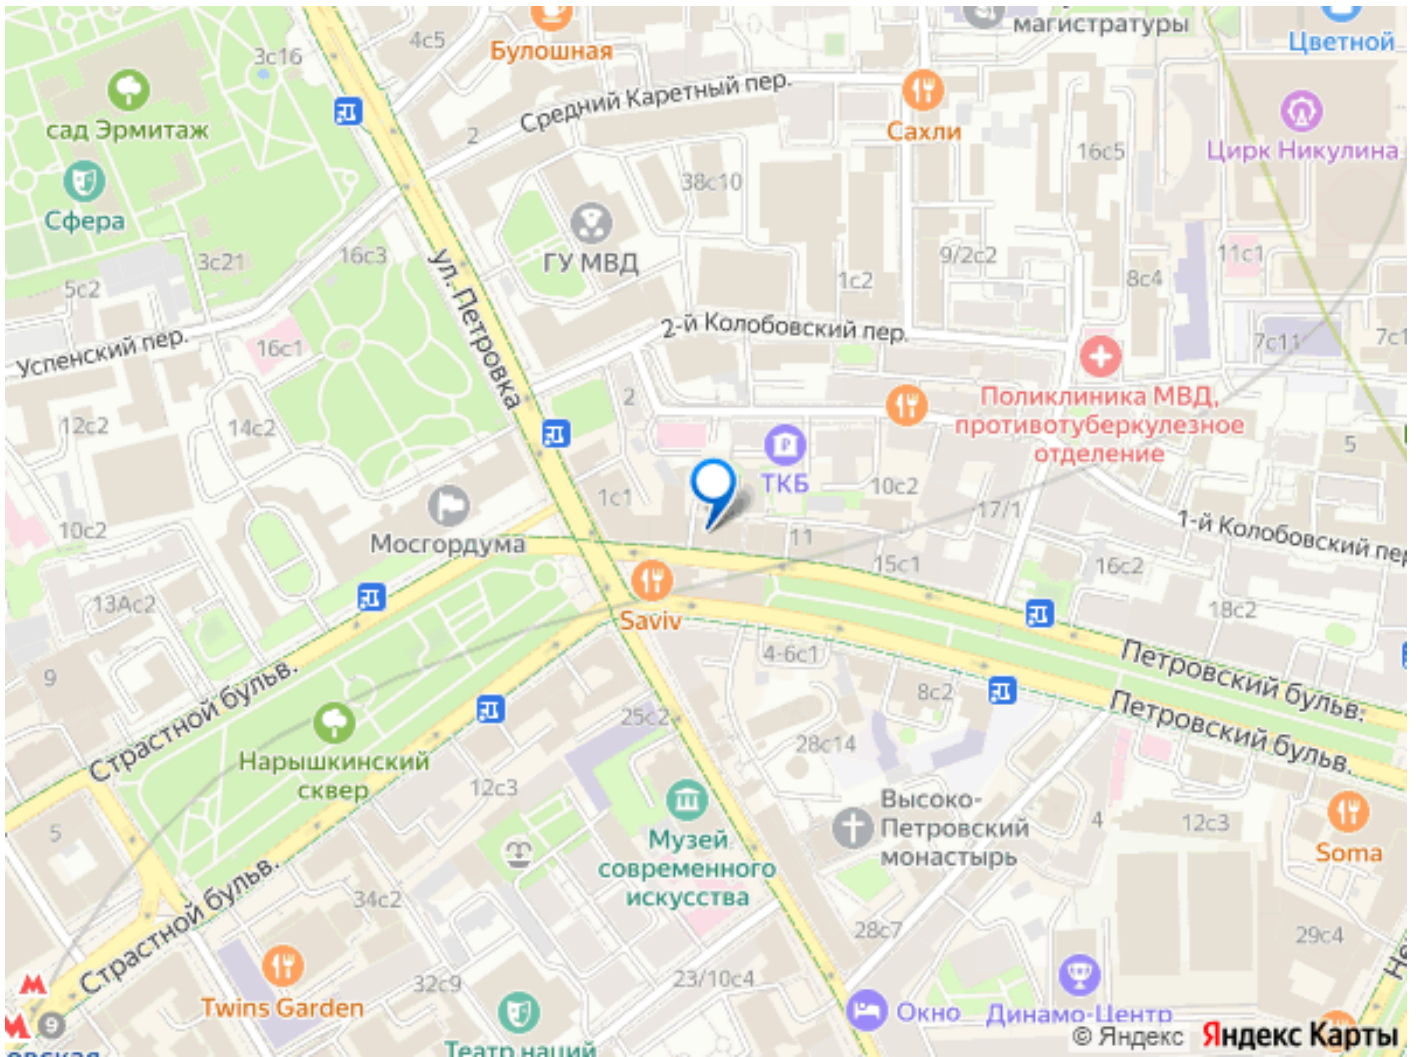 магистратуры
Цветной
Булошная
4с5
3с16
Средний Каретный пер.
2
Сахли
сад Эрмитаж
16с5
Цирк Никулина
38с10
Сфера
ул. Петровка
ГУ МВД
16с3
3с21
5с2
1с2
9/2с2
8с4
11с1
2-й Колобовский пер.
Успенский пер.
16с1
7с11
7с1
Поликлиника МВД,
противотуберкулезное
отделение
2
12с2
14с2
5
ТКБ
10с2
1с1
17/1
1-й Колобовский пер
10с2
Мосгордума
11
15с1
16с2
13Ас2
18с2
Saviv
4-6с1
Петровский бульв.
9
8с2
Страстной бульв.
25с2
Петровский бульв.
28с14
Нарышкинский
сквер
12с3
Высоко-
Петровский
монастырь
4
12с3
5
Музей
современного
искусства
Soma
34с2
Страстной бульв.
28с7
29с4
32с9
23/10с4
Не
Twins Garden
Окно
Динамо-Центр
9
Театр наций
© Яндекс
Яндекс Карты